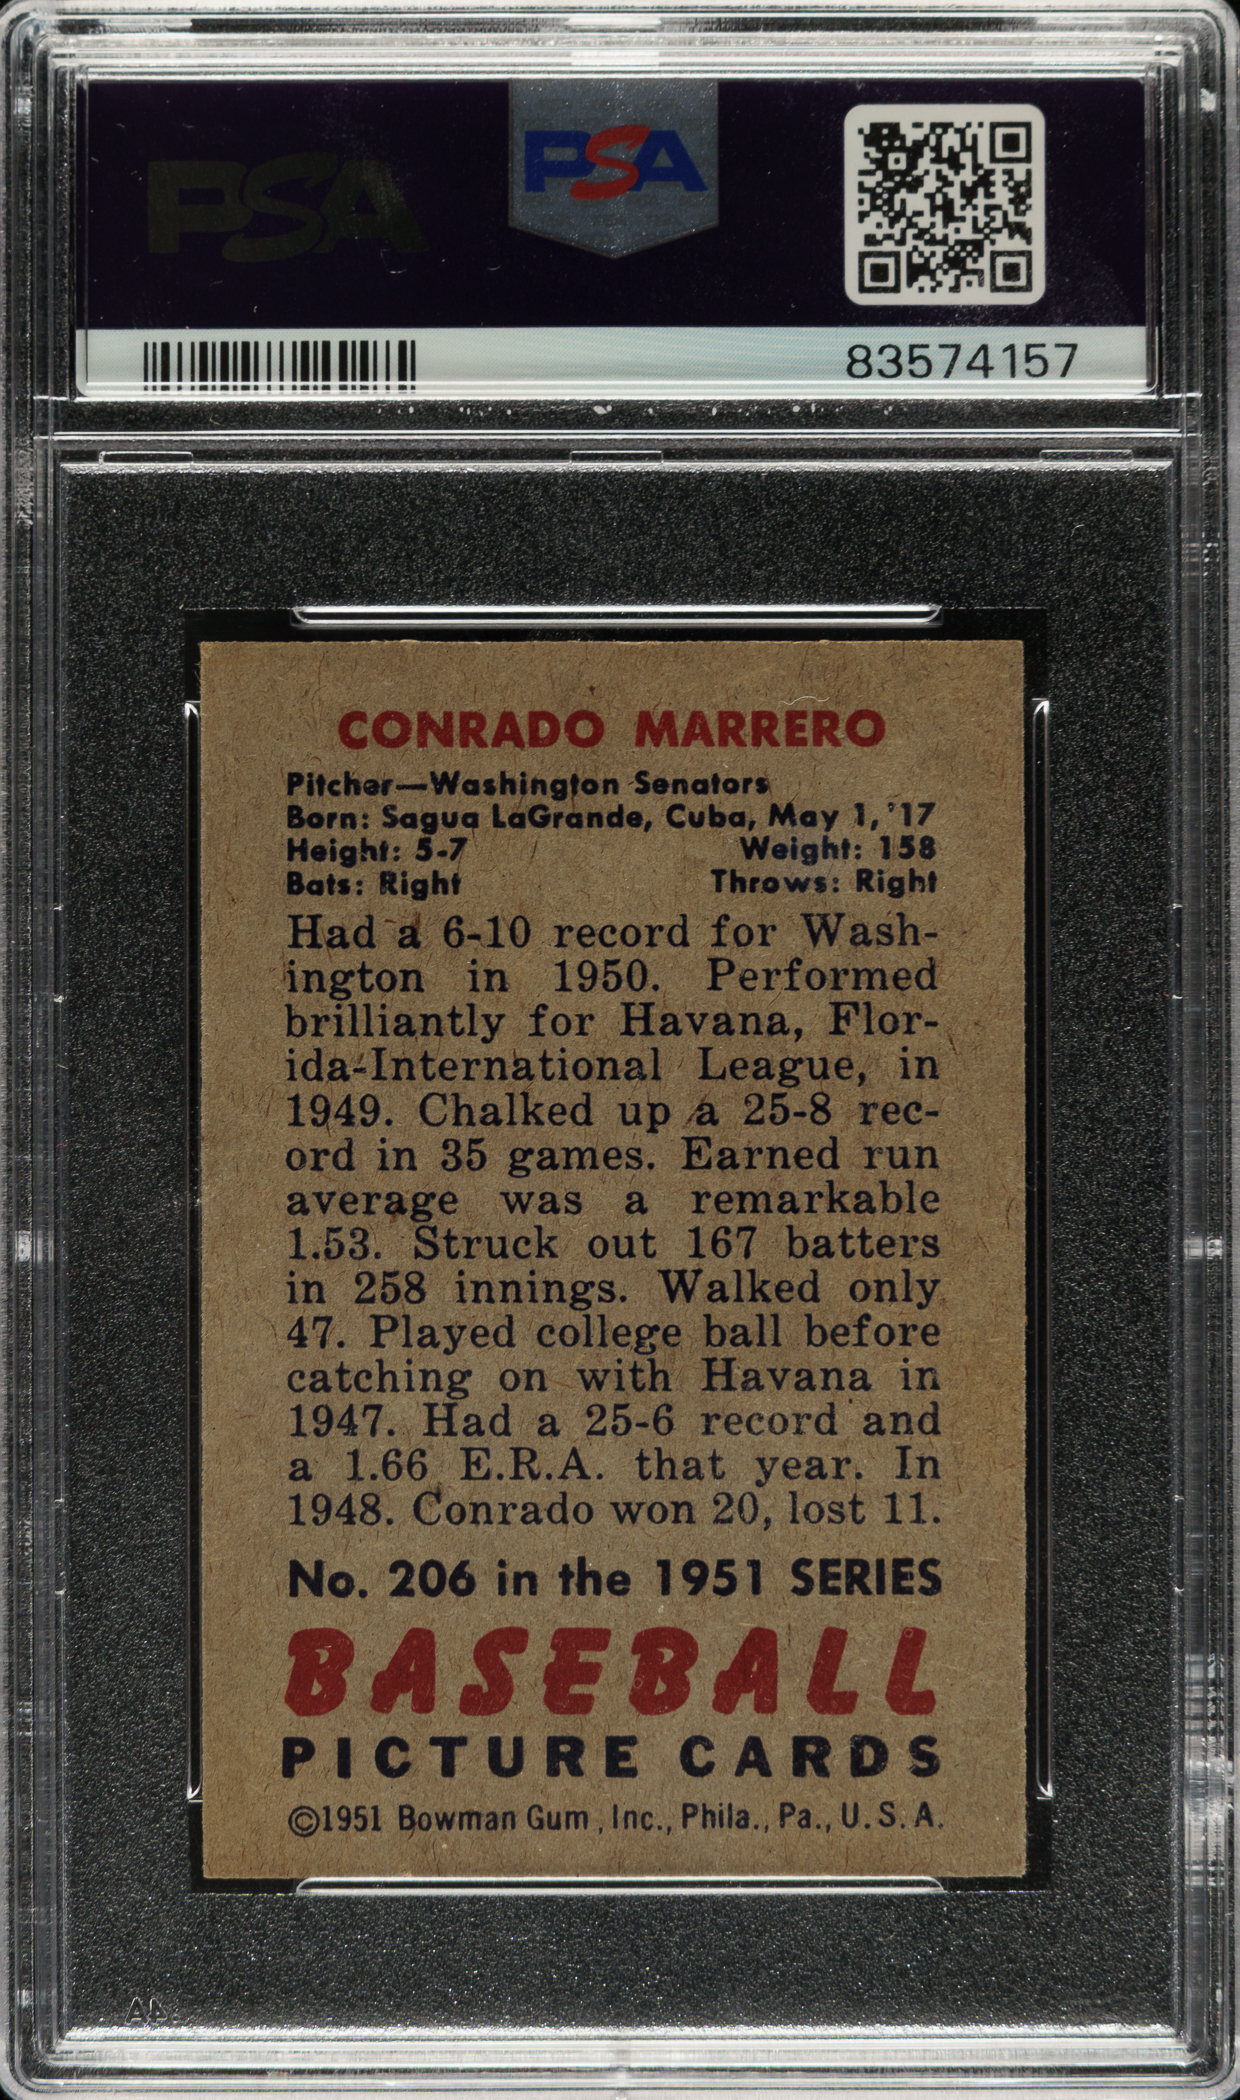 PSA
PSA
83574157
CONRADO MARRERO
Pitcher—Washington Senators
Born: Sagua LaGrande, Cuba, May 1, '17
Height: 5-7 Weight: 158
Bats: Right Throws: Right
Had a 6-10 record for Wash-
ington in 1950. Performed
brilliantly for Havana, Flor-
ida-International League, in
1949. Chalked up a 25-8 rec-
ord in 35 games. Earned run
average was a remarkable
1.53. Struck out 167 batters
in 258 innings. Walked only
47. Played college ball before
catching on with Havana in
1947. Had a 25-6 record and
a 1.66 E.R.A. that year. In
1948. Conrado won 20, lost 11.
No. 206 in the 1951 SERIES
BASEBALL
PICTURE CARDS
©1951 Bowman Gum, Inc., Phila., Pa., U.S.A.